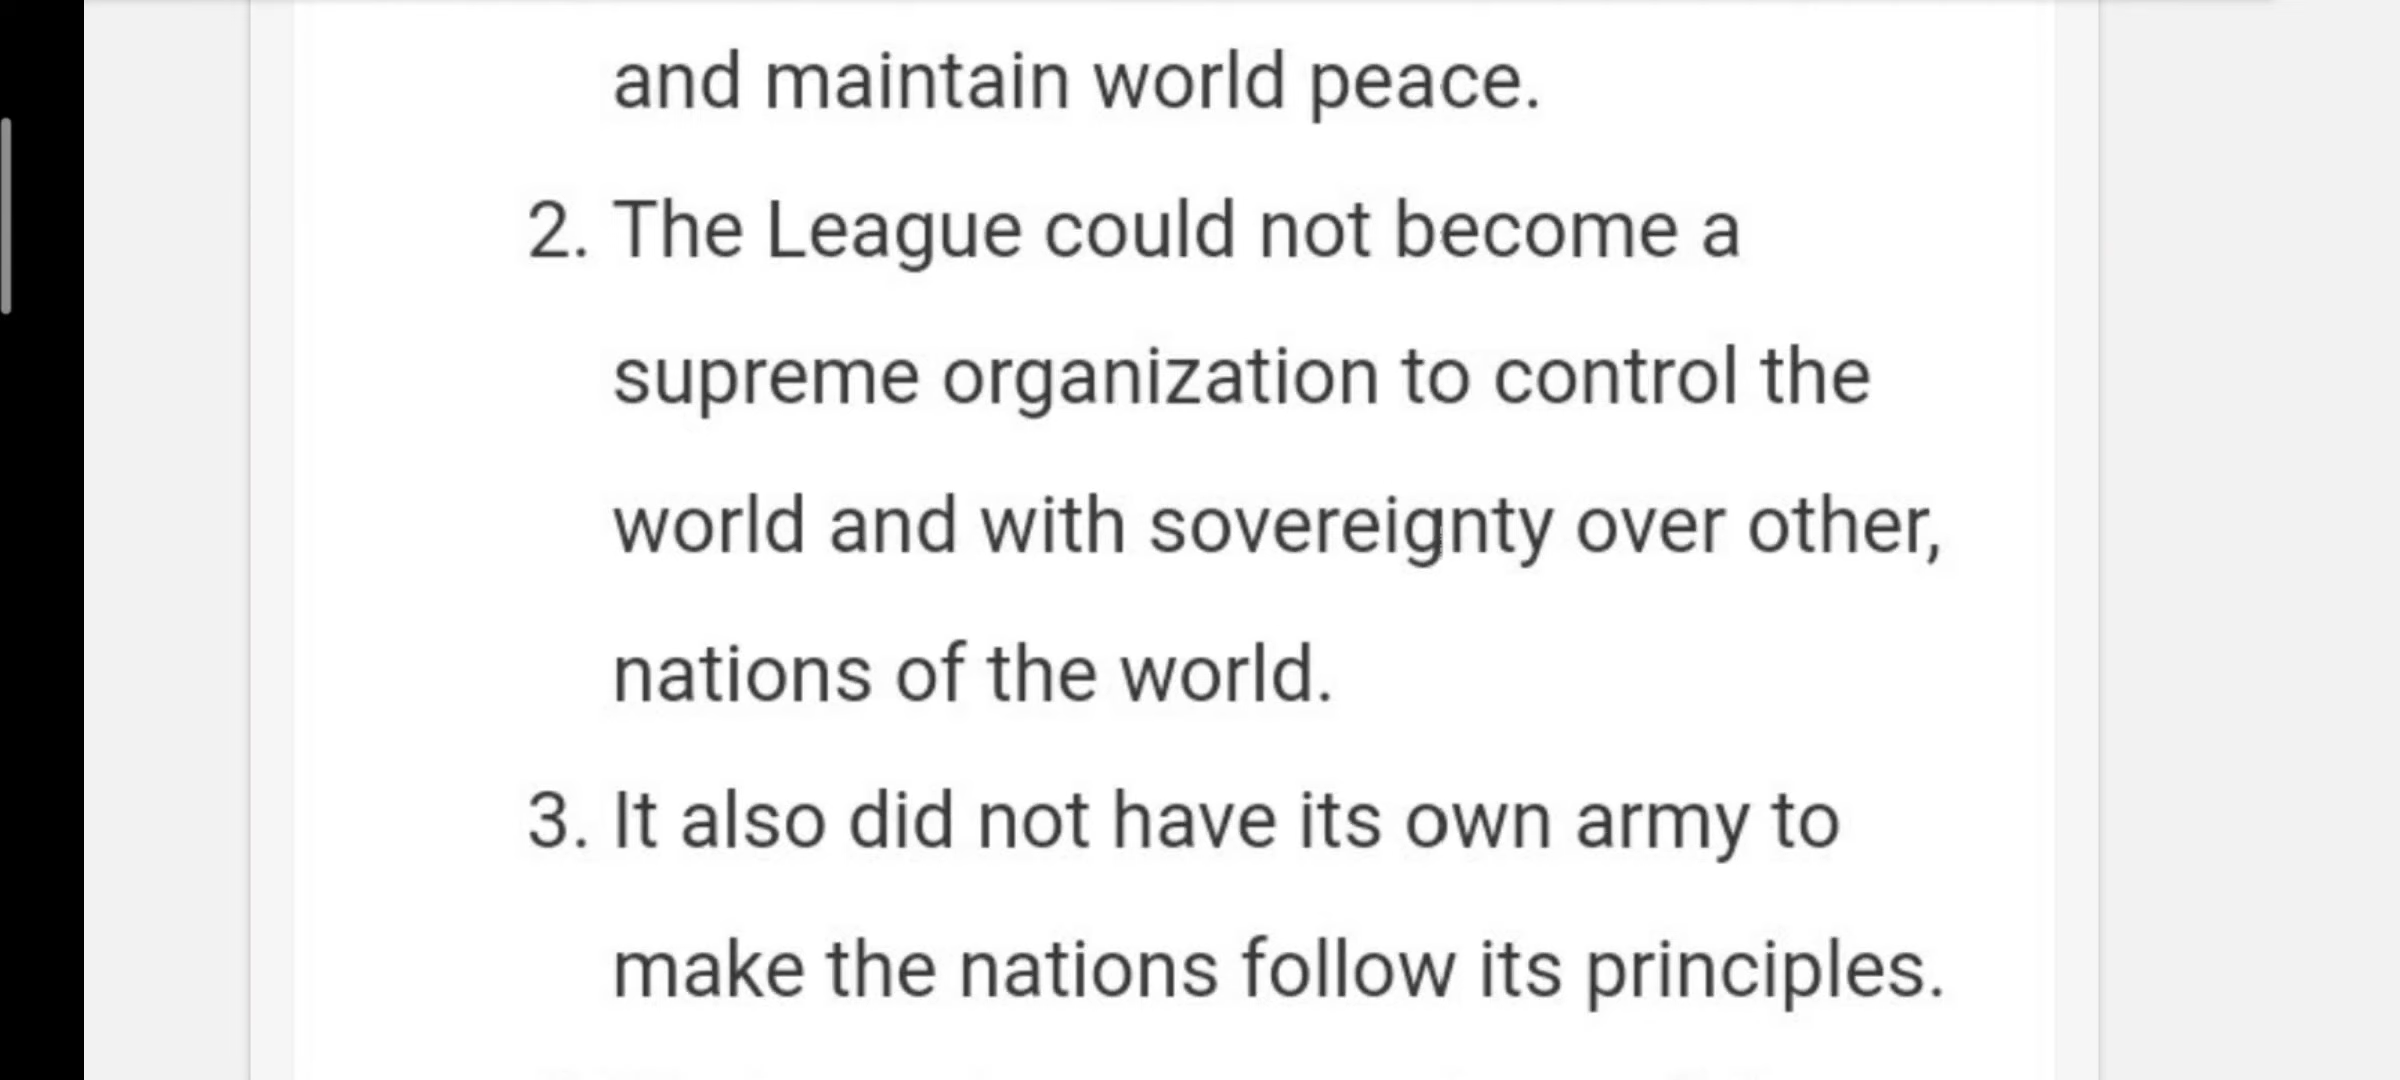 and maintain world peace.
2. The League could not become a
supreme organization to control the
world and with sovereignty over other,
nations of the world.
3. It also did not have its own army to
make the nations follow its principles.